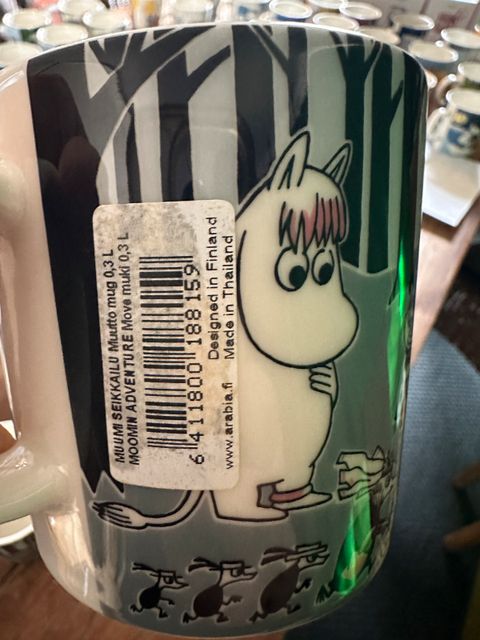 MUUMI SEIKKAILU Muutto mug 0,3 L
MOOMIN ADVENTURE Move muki 0,3 L
6 411800 188159
Designed in Finland
www.arabia.fi Made in Thailand